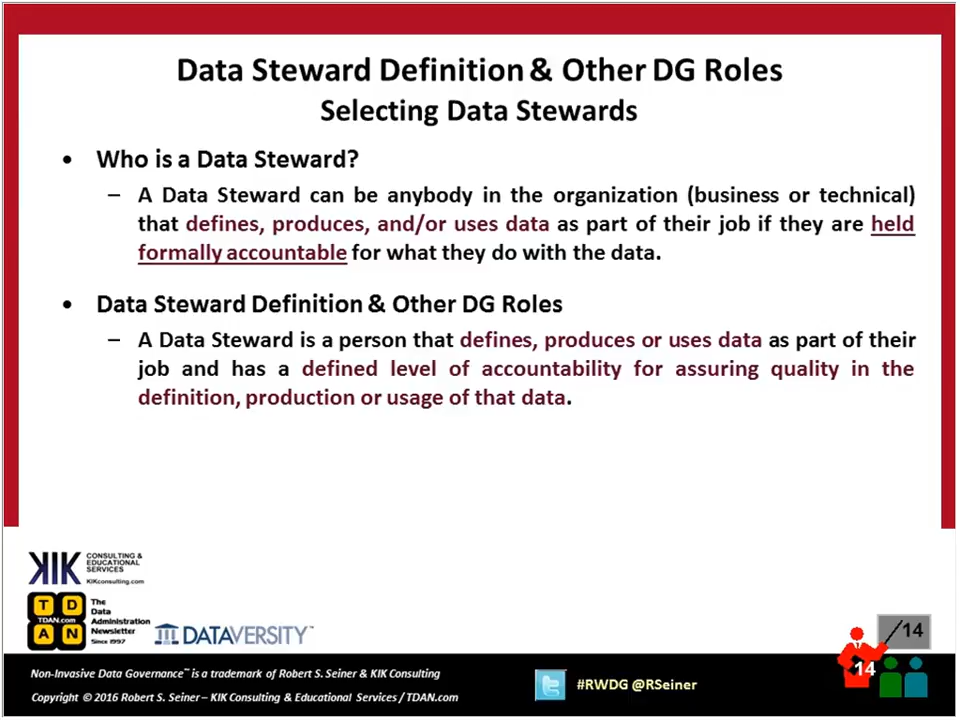 Data Steward Definition & Other DG Roles
Selecting Data Stewards
• Who is a Data Steward?
– A Data Steward can be anybody in the organization (business or technical)
that defines, produces, and/or uses data as part of their job if they are held
formally accountable for what they do with the data.
• Data Steward Definition & Other DG Roles
– A Data Steward is a person that defines, produces or uses data as part of their
job and has a defined level of accountability for assuring quality in the
definition, production or usage of that data.
KIK CONSULTING &
EDUCATIONAL
SERVICES
KIKconsulting.com
T D
TDAN.com
A N
The
Data
Administration
Newsletter
Since 1997
DATAVERSITY™
14
14
Non-Invasive Data Governance™ is a trademark of Robert S. Seiner & KIK Consulting
Copyright © 2016 Robert S. Seiner – KIK Consulting & Educational Services / TDAN.com
#RWDG @RSeiner